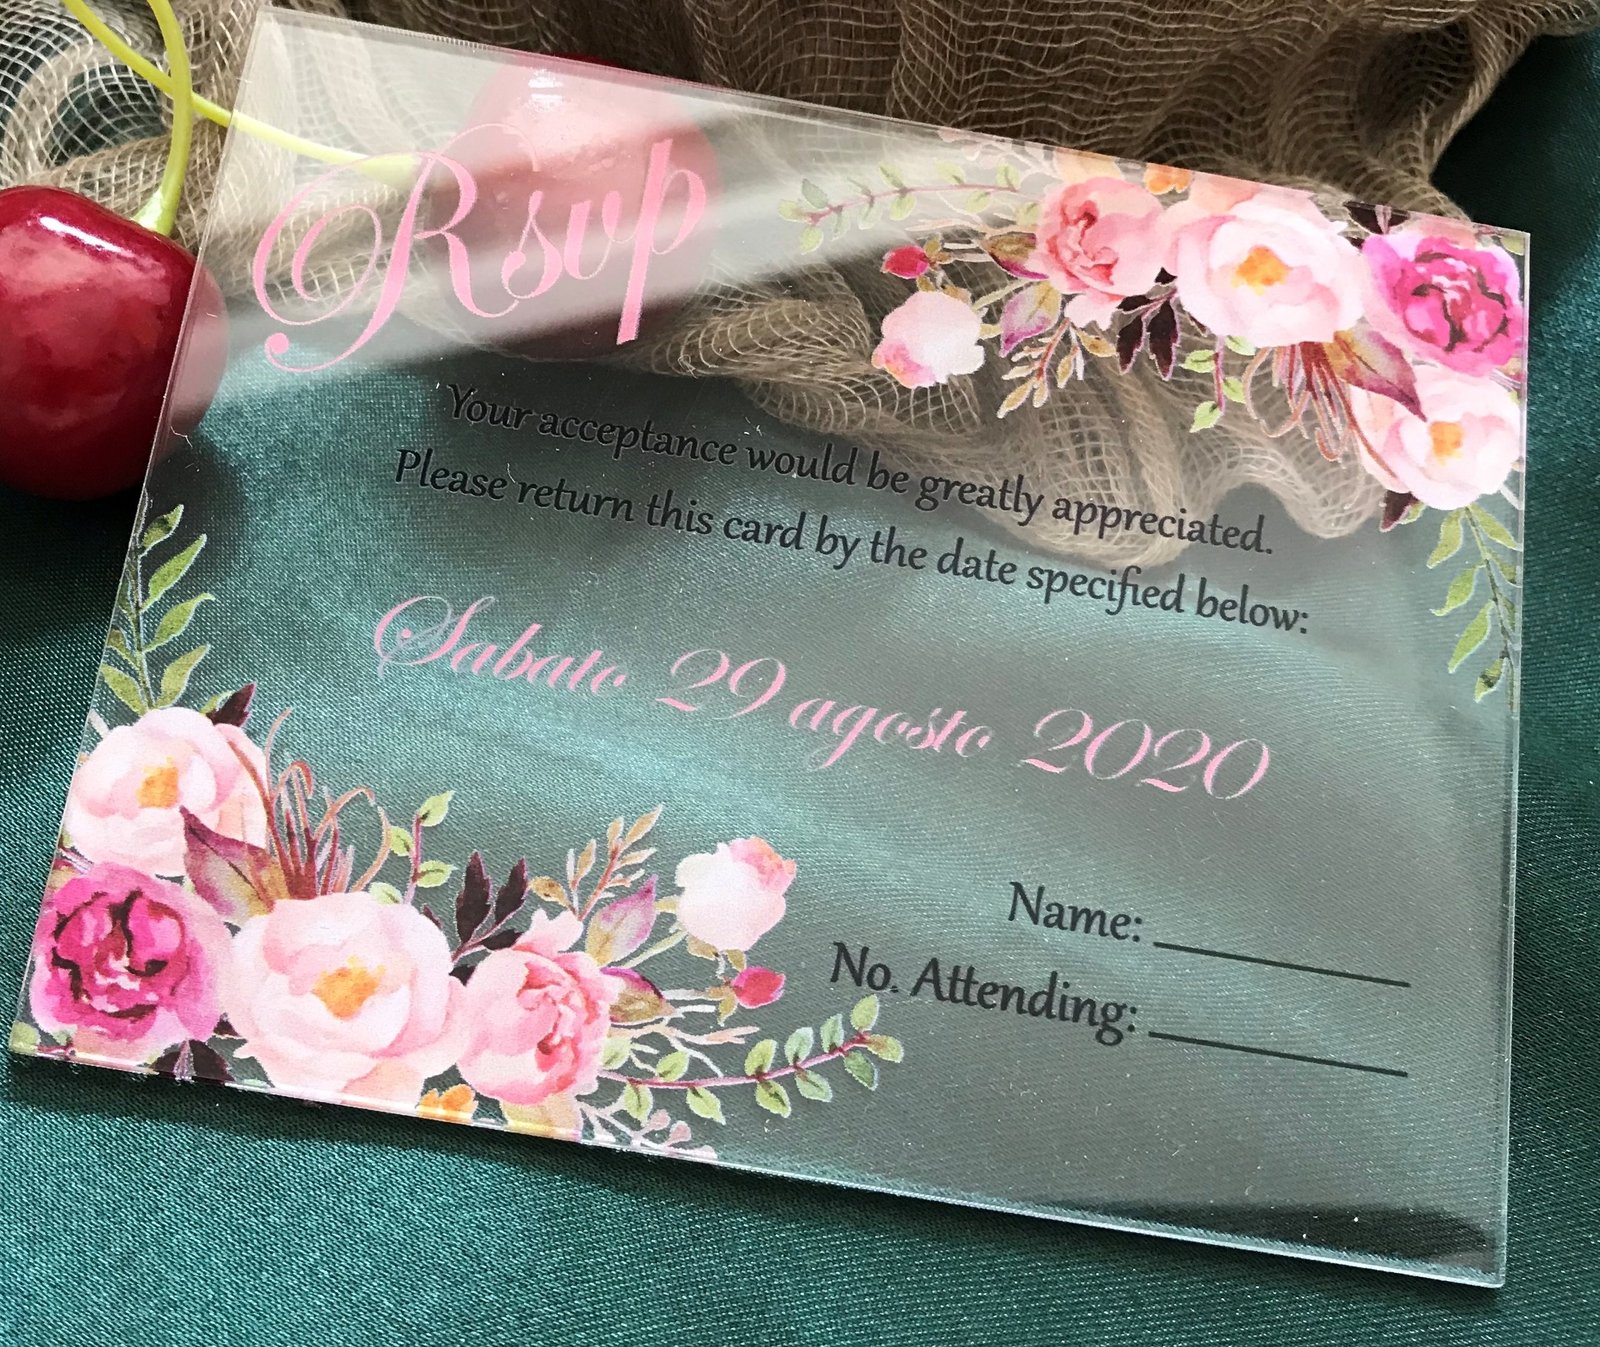 Rsvp
Your acceptance would be greatly appreciated.
Please return this card by the date specified below:
Sabato 29 agosto 2020
Name:
No. Attending: